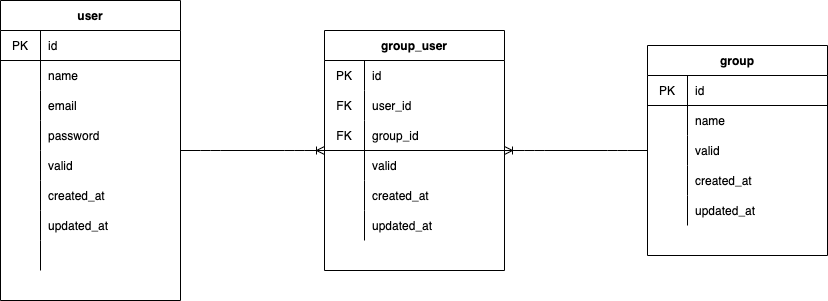 user
PK id
name
email
password
valid
created_at
updated_at
group_user
PK id
FK user_id
FK group_id
valid
created_at
updated_at
group
PK id
name
valid
created_at
updated_at